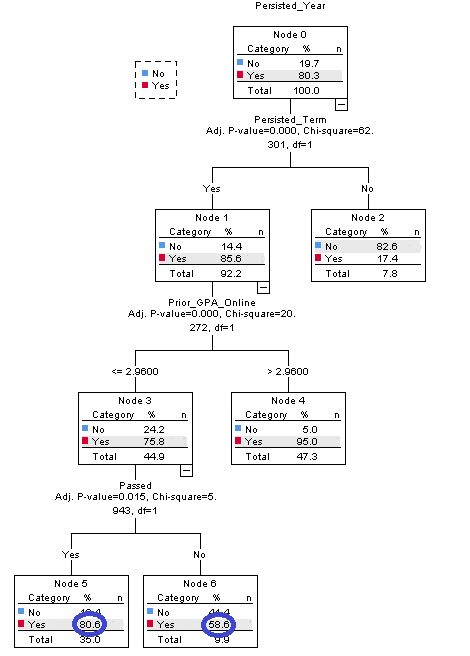 Persisted_Year
Node 0
Category % n
No 19.7
Yes 80.3
Total 100.0
No
Yes
Persisted_Term
Adj. P-value=0.000, Chi-square=62.
301, df=1
Yes
No
Node 1
Category % n
No 14.4
Yes 85.6
Total 92.2
Node 2
Category % n
No 82.6
Yes 17.4
Total 7.8
Prior_GPA_Online
Adj. P-value=0.000, Chi-square=20.
272, df=1
<= 2.9600
> 2.9600
Node 3
Category % n
No 24.2
Yes 75.8
Total 44.9
Node 4
Category % n
No 5.0
Yes 95.0
Total 47.3
Passed
Adj. P-value=0.015, Chi-square=5.
943, df=1
Yes
No
Node 5
Category % n
No
Yes 80.6
Total 35.0
Node 6
Category % n
No
Yes 58.6
Total 9.9